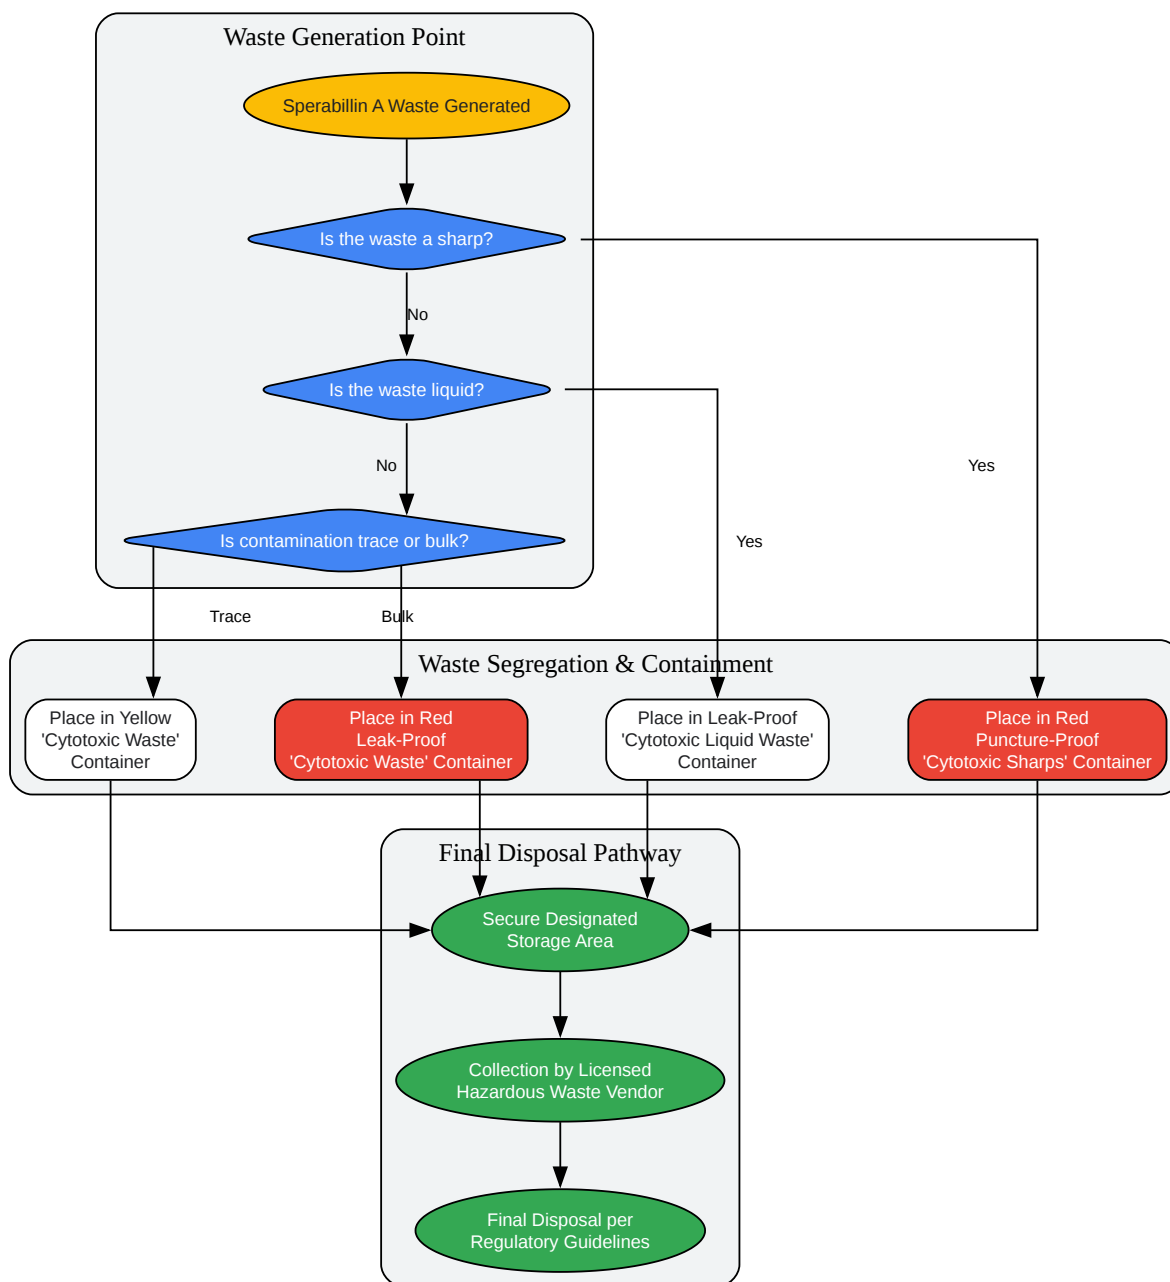 Waste Generation Point
Sperabillin A Waste Generated
Is the waste a sharp?
No
Is the waste liquid?
No
Yes
Yes
Is contamination trace or bulk?
Trace
Bulk
Waste Segregation & Containment
Place in Yellow
'Cytotoxic Waste'
Container
Place in Red
Leak-Proof
'Cytotoxic Waste' Container
Place in Leak-Proof
'Cytotoxic Liquid Waste'
Container
Place in Red
Puncture-Proof
'Cytotoxic Sharps' Container
Final Disposal Pathway
Secure Designated
Storage Area
Collection by Licensed
Hazardous Waste Vendor
Final Disposal per
Regulatory Guidelines